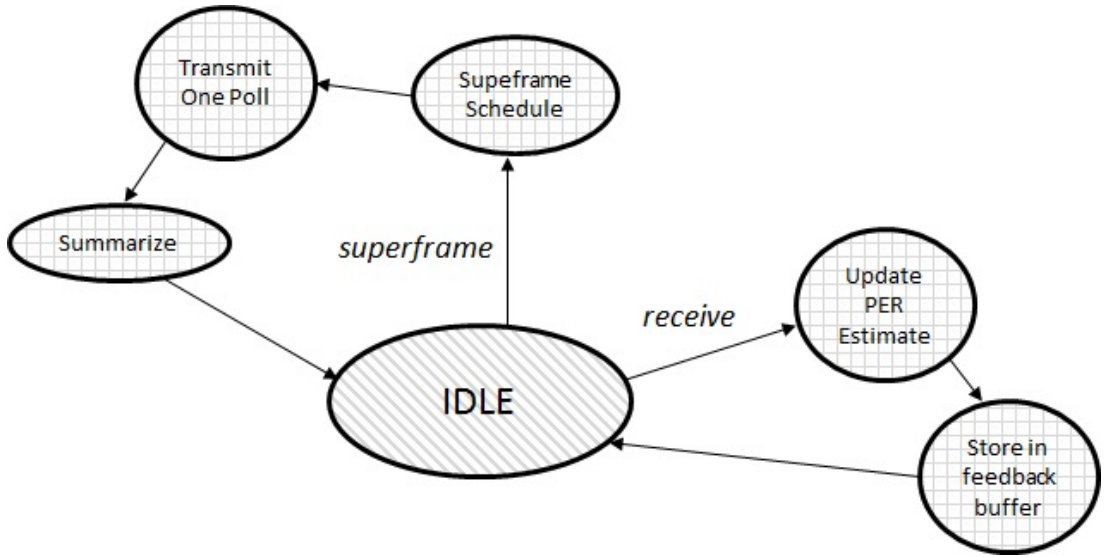 Transmit
One Poll
Supeframe
Schedule
Summarize
superframe
receive
Update
PER
Estimate
IDLE
Store in
feedback
buffer